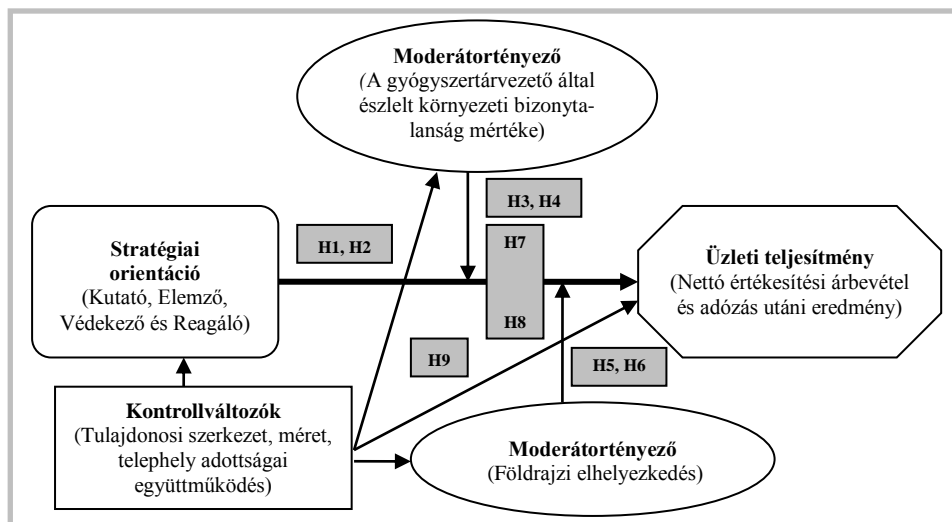 Moderátortényező
(A gyógyszertárvezető által
észlelt környezeti bizonyta-
lanság mértéke)
H3, H4
H1, H2
H7
Stratégiai
orientáció
(Kutató, Elemző,
Védekező és Reagáló)
Üzleti teljesítmény
(Nettó értékesítési árbevétel
és adózás utáni eredmény)
H8
H9
H5, H6
Kontrollváltozók
(Tulajdonosi szerkezet, méret,
telephely adottságai
együttműködés)
Moderátortényező
(Földrajzi elhelyezkedés)